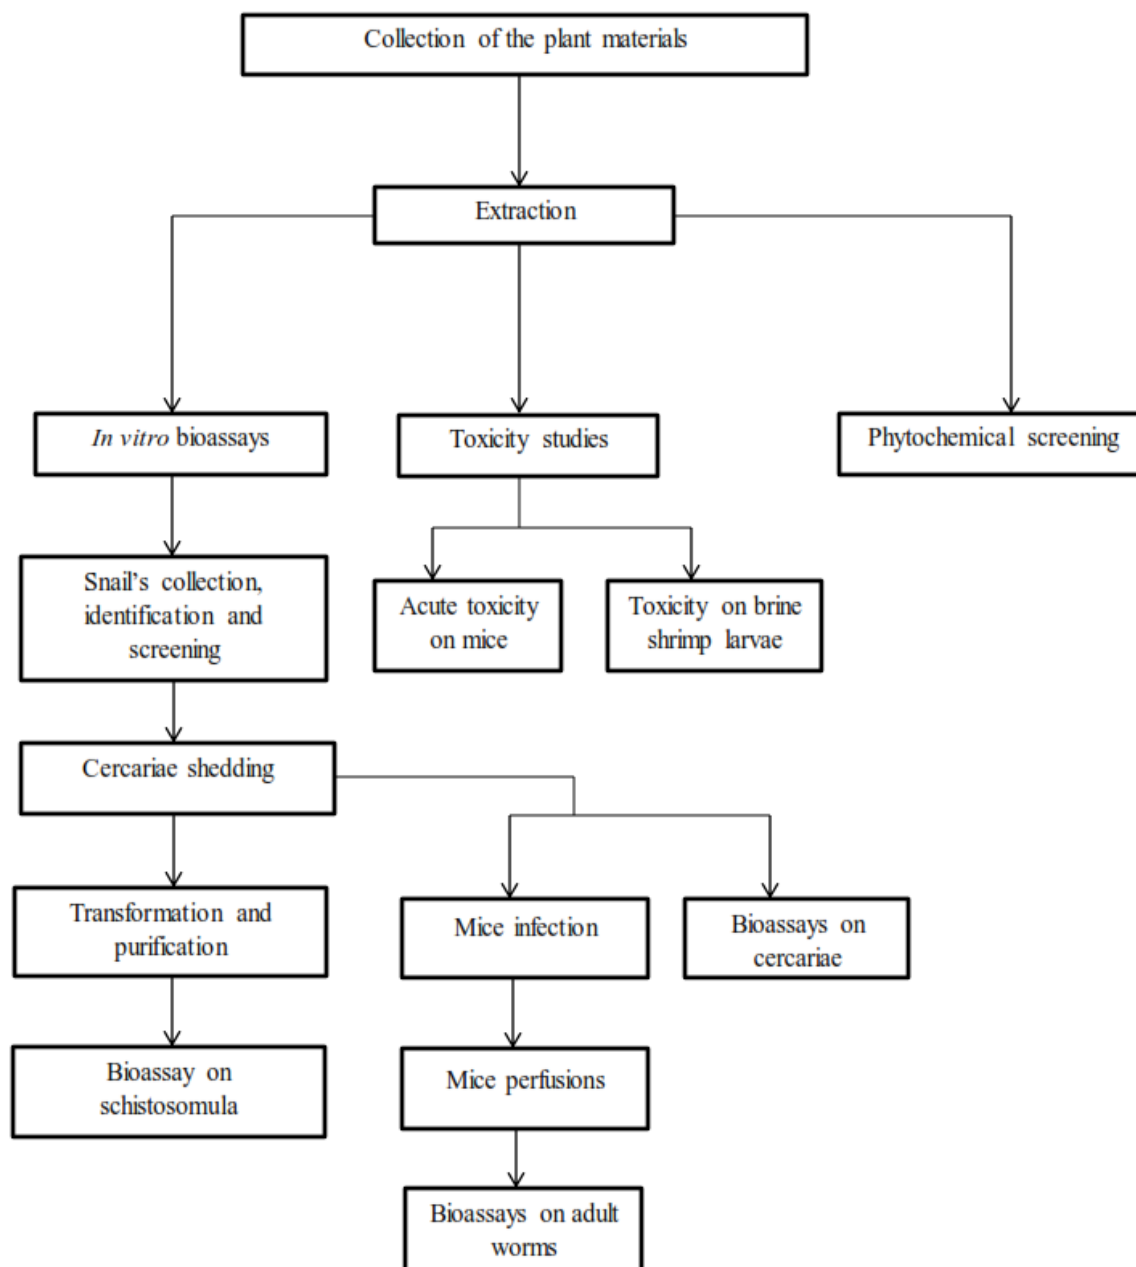 Collection of the plant materials
Extraction
In vitro bioassays
Toxicity studies
Phytochemical screening
Snail’s collection,
identification and
screening
Acute toxicity
on mice
Toxicity on brine
shrimp larvae
Cercariae shedding
Transformation and
purification
Mice infection
Bioassays on
cercariae
Bioassay on
schistosomula
Mice perfusions
Bioassays on adult
worms